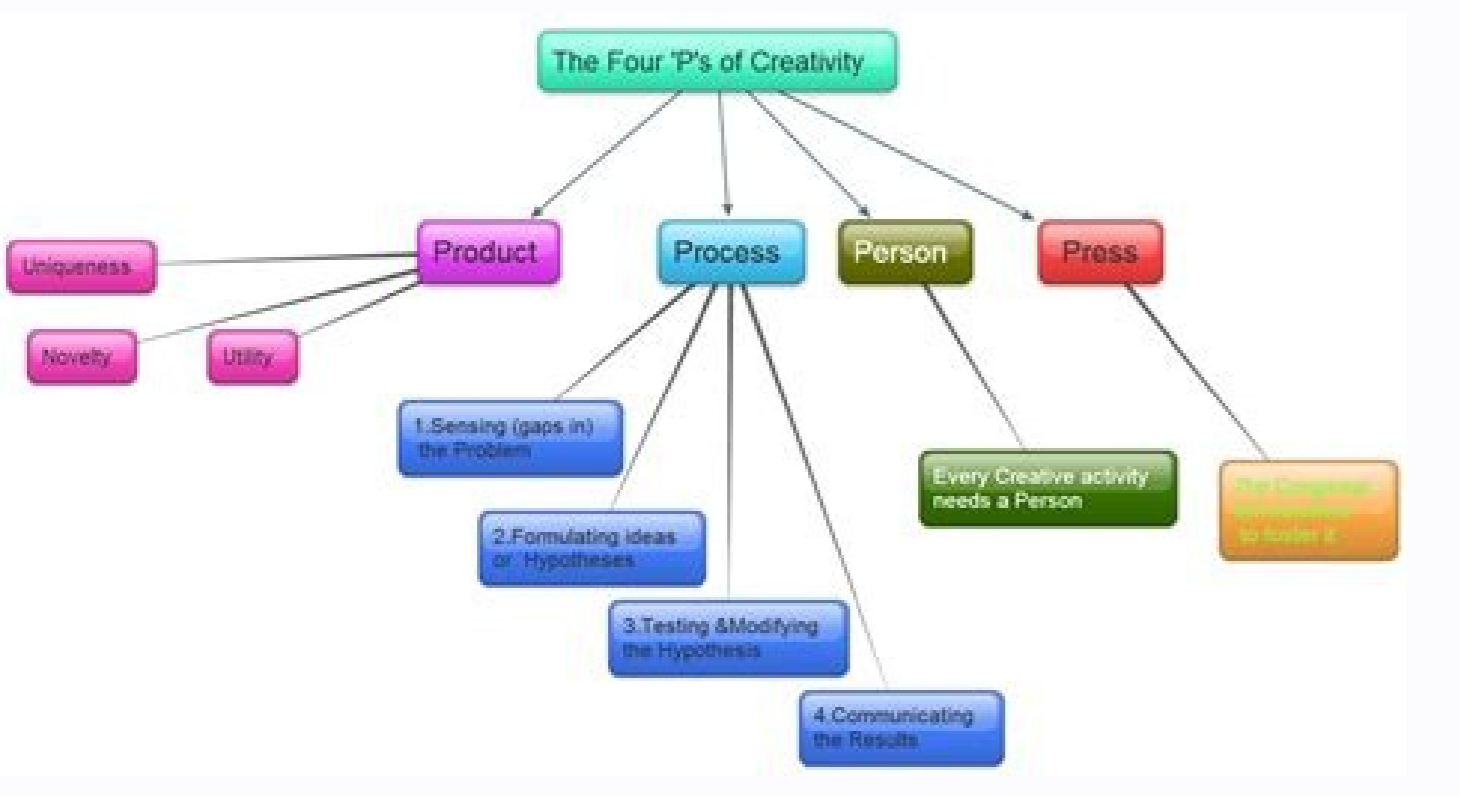 The Four 'P's of Creativity
Product
Process
Person
Press
Uniqueness
Novelty
Utility
1.Sensing (gaps in)
the Problem
2.Formulating ideas
or Hypotheses
3.Testing &Modifying
the Hypothesis
4.Communicating
the Results
Every Creative activity
needs a Person
The
to foster it